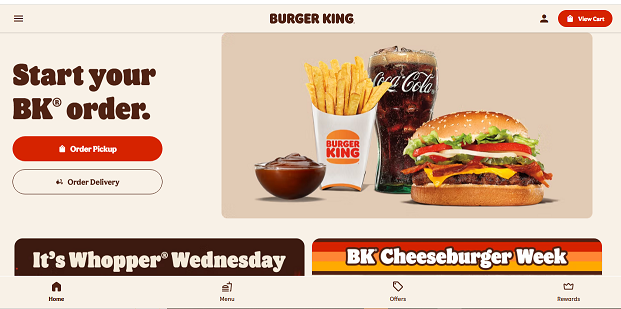 BURGER KING
View Cart
Start your
BK® order.
Order Pickup
Order Delivery
Coca-Cola
BURGER
KING
It's Whopper® Wednesday
BK® Cheeseburger Week
Home
Menu
Offers
Rewards